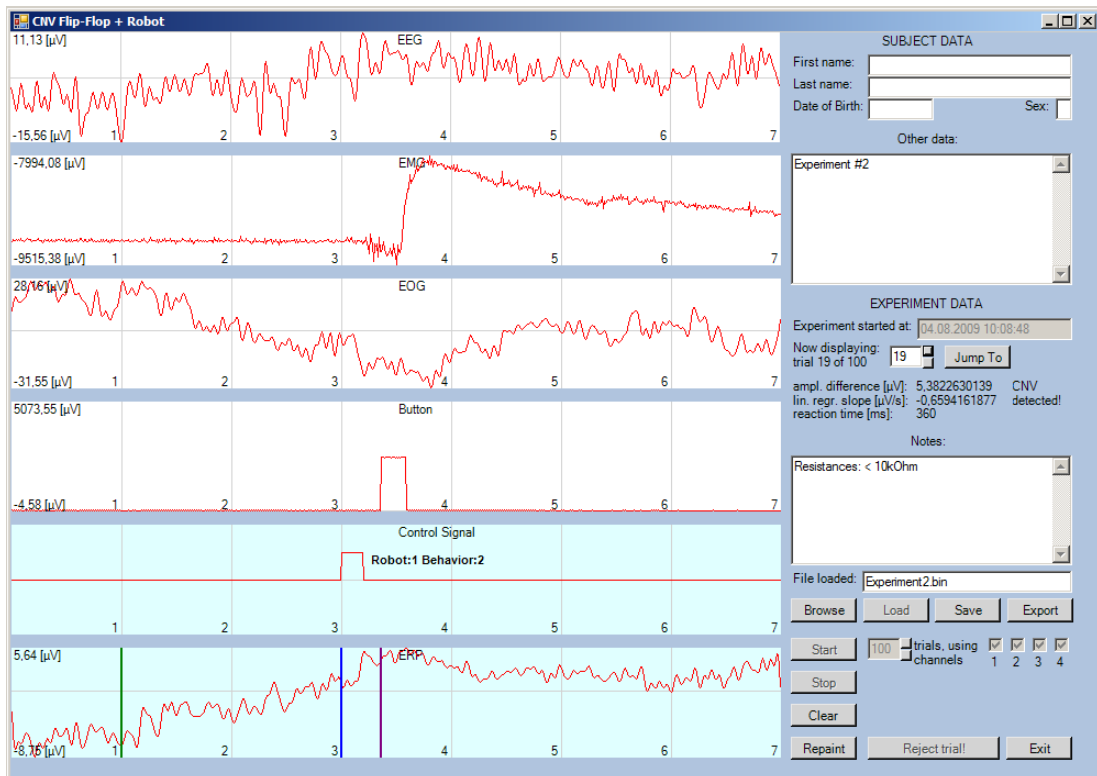 CNV Flip-Flop + Robot
11,13 [µV]
EEG
-15,56 [µV]
1 2 3 4 5 6 7
-7994,08 [µV]
EMG
-9515,38 [µV]
1 2 3 4 5 6 7
28,16 [µV]
EOG
-31,55 [µV]
1 2 3 4 5 6 7
5073,55 [µV]
Button
-4,58 [µV]
1 2 3 4 5 6 7
Control Signal
Robot:1 Behavior:2
1 2 3 4 5 6 7
5,64 [µV]
ERP
-8,75 [µV]
1 2 3 4 5 6 7
SUBJECT DATA
First name:
Last name:
Date of Birth: Sex:
Other data:
Experiment #2
EXPERIMENT DATA
Experiment started at: 04.08.2009 10:08:48
Now displaying:
trial 19 of 100 19 Jump To
ampl. difference [µV]: 5,3822630139 CNV
lin. regr. slope [µV/s]: -0,6594161877 detected!
reaction time [ms]: 360
Notes:
Resistances: < 10kOhm
File loaded: Experiment2.bin
Browse Load Save Export
Start 100 trials, using
channels 1 2 3 4
Stop
Clear
Repaint Reject trial! Exit